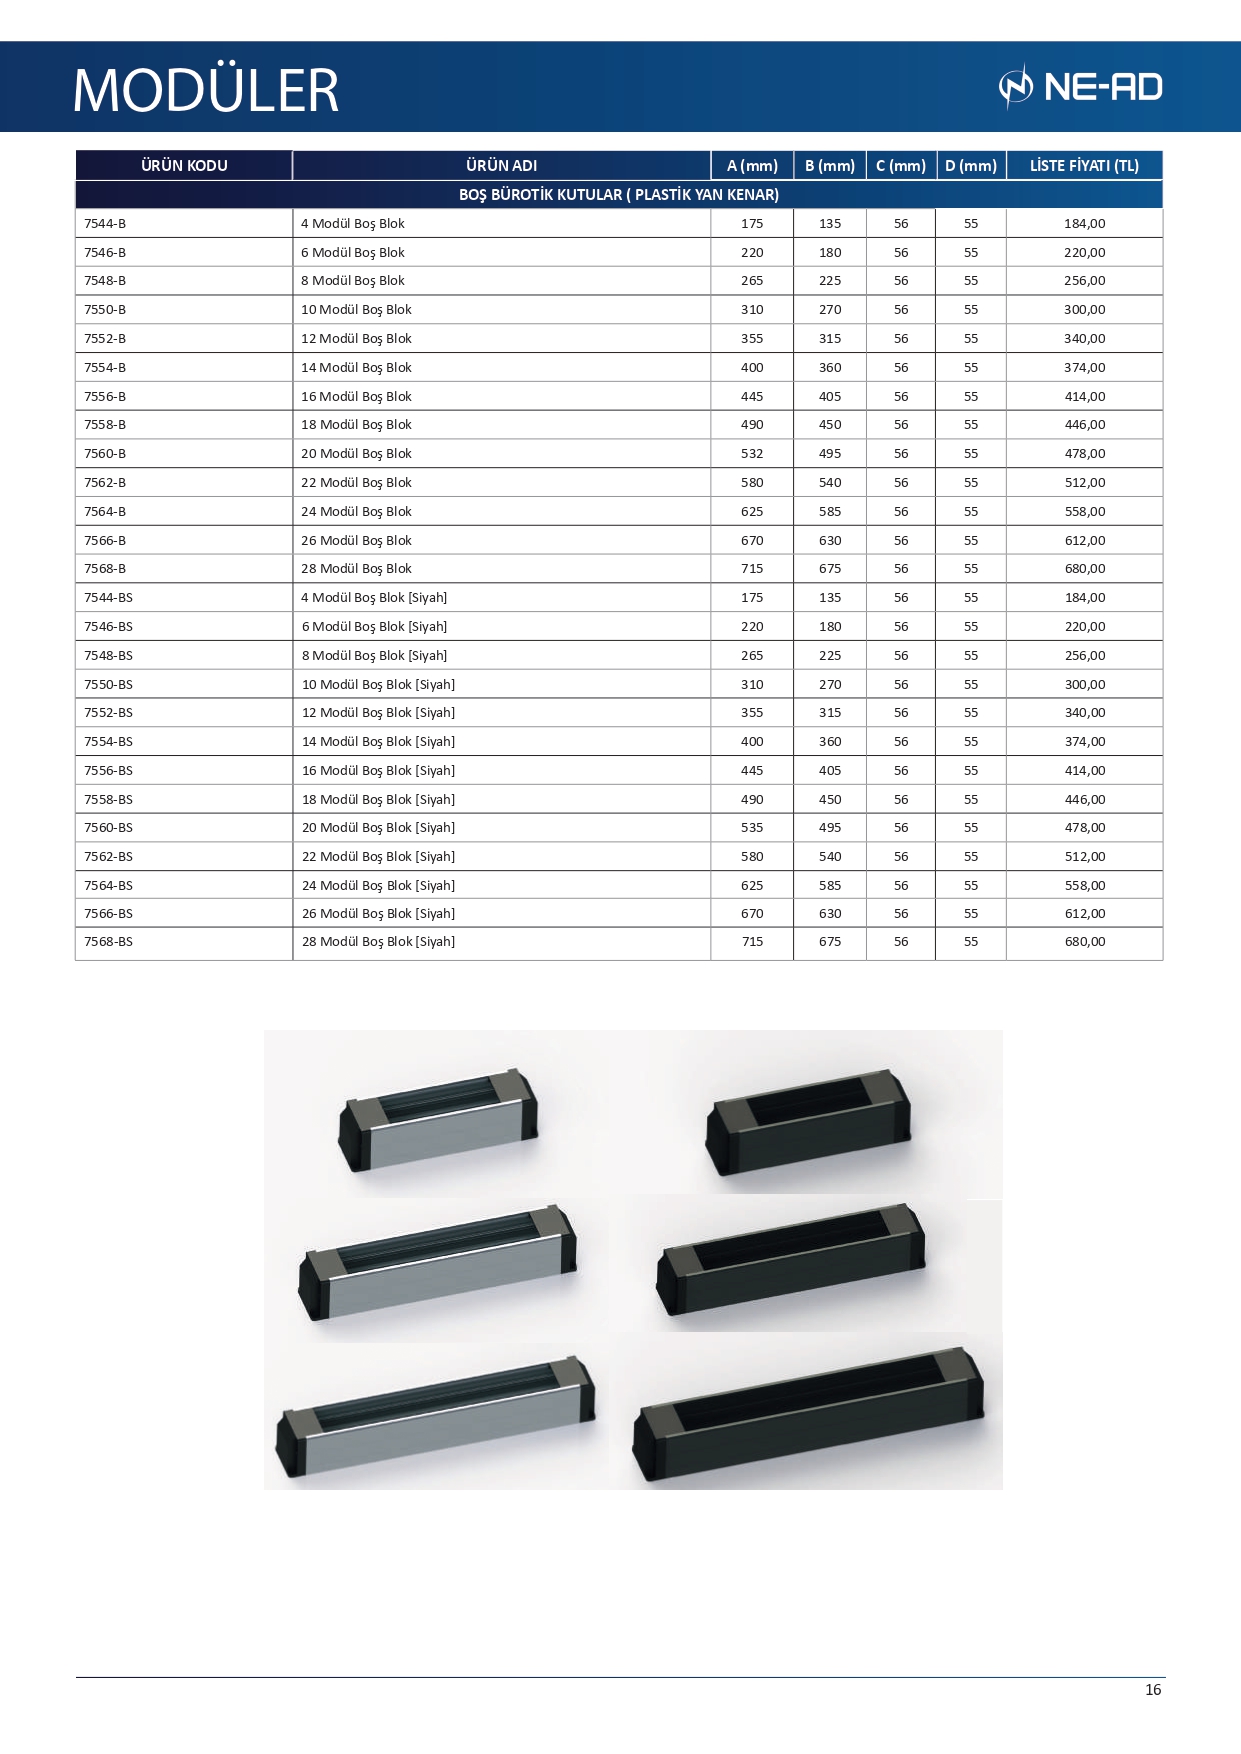 MODÜLER
NE-AD
ÜRÜN KODU ÜRÜN ADI A (mm) B (mm) C (mm) D (mm) LİSTE FİYATI (TL)
BOŞ BÜROTİK KUTULAR ( PLASTİK YAN KENAR)
7544-B 4 Modül Boş Blok 175 135 56 55 184,00
7546-B 6 Modül Boş Blok 220 180 56 55 220,00
7548-B 8 Modül Boş Blok 265 225 56 55 256,00
7550-B 10 Modül Boş Blok 310 270 56 55 300,00
7552-B 12 Modül Boş Blok 355 315 56 55 340,00
7554-B 14 Modül Boş Blok 400 360 56 55 374,00
7556-B 16 Modül Boş Blok 445 405 56 55 414,00
7558-B 18 Modül Boş Blok 490 450 56 55 446,00
7560-B 20 Modül Boş Blok 532 495 56 55 478,00
7562-B 22 Modül Boş Blok 580 540 56 55 512,00
7564-B 24 Modül Boş Blok 625 585 56 55 558,00
7566-B 26 Modül Boş Blok 670 630 56 55 612,00
7568-B 28 Modül Boş Blok 715 675 56 55 680,00
7544-BS 4 Modül Boş Blok [Siyah] 175 135 56 55 184,00
7546-BS 6 Modül Boş Blok [Siyah] 220 180 56 55 220,00
7548-BS 8 Modül Boş Blok [Siyah] 265 225 56 55 256,00
7550-BS 10 Modül Boş Blok [Siyah] 310 270 56 55 300,00
7552-BS 12 Modül Boş Blok [Siyah] 355 315 56 55 340,00
7554-BS 14 Modül Boş Blok [Siyah] 400 360 56 55 374,00
7556-BS 16 Modül Boş Blok [Siyah] 445 405 56 55 414,00
7558-BS 18 Modül Boş Blok [Siyah] 490 450 56 55 446,00
7560-BS 20 Modül Boş Blok [Siyah] 535 495 56 55 478,00
7562-BS 22 Modül Boş Blok [Siyah] 580 540 56 55 512,00
7564-BS 24 Modül Boş Blok [Siyah] 625 585 56 55 558,00
7566-BS 26 Modül Boş Blok [Siyah] 670 630 56 55 612,00
7568-BS 28 Modül Boş Blok [Siyah] 715 675 56 55 680,00
16